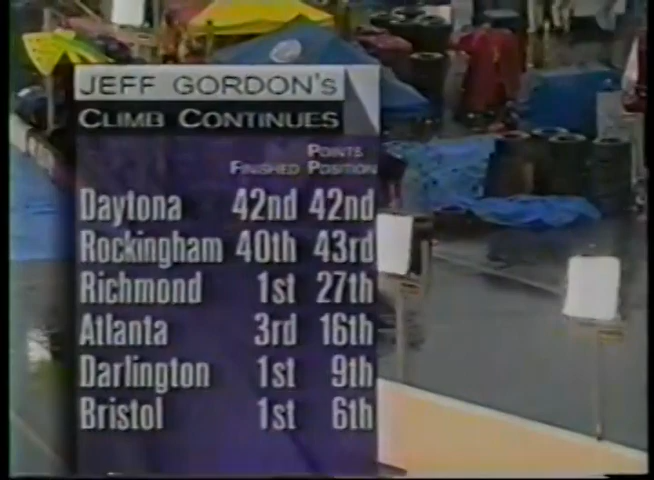 JEFF GORDON's
CLIMB CONTINUES
POINTS
FINISHED POSITION
Daytona 42nd 42nd
Rockingham 40th 43rd
Richmond 1st 27th
Atlanta 3rd 16th
Darlington 1st 9th
Bristol 1st 6th